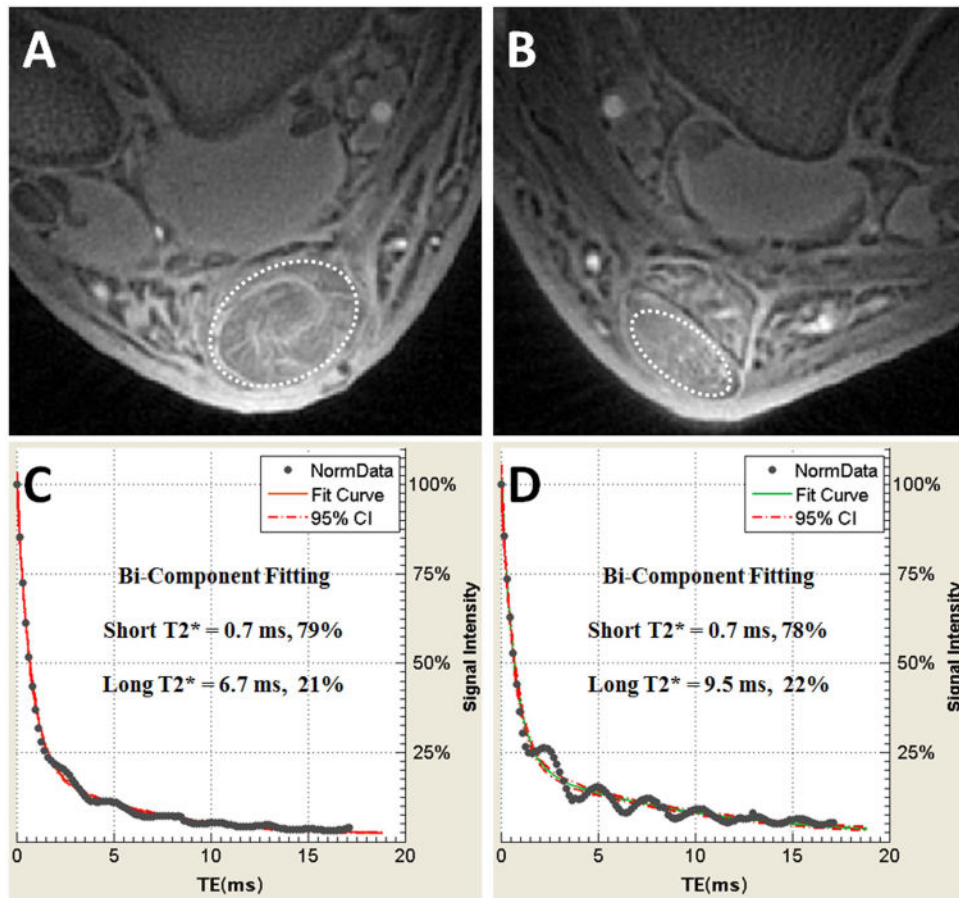 A
B
C
NormData
Fit Curve
95% CI
Bi-Component Fitting
Short T2* = 0.7 ms, 79%
Long T2* = 6.7 ms, 21%
100%
75%
50%
25%
Signal Intensity
0 5 10 15 20
TE(ms)
D
NormData
Fit Curve
95% CI
Bi-Component Fitting
Short T2* = 0.7 ms, 78%
Long T2* = 9.5 ms, 22%
100%
75%
50%
25%
Signal Intensity
0 5 10 15 20
TE(ms)